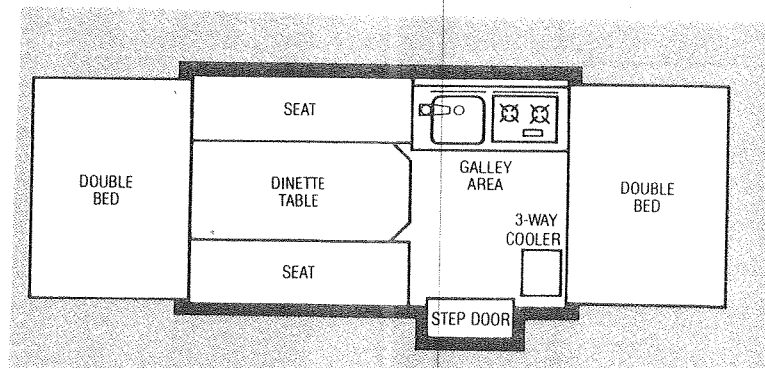 SEAT
DOUBLE
BED
DINETTE
TABLE
GALLEY
AREA
DOUBLE
BED
3-WAY
COOLER
SEAT
STEP DOOR